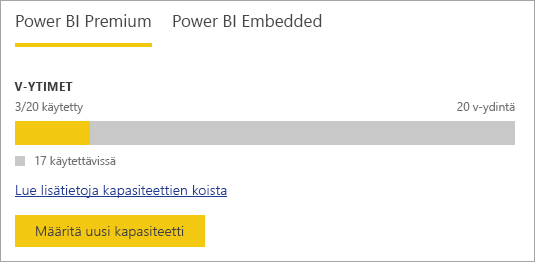 Power BI Premium Power BI Embedded
V-YTIMET
3/20 käytetty 20 v-ydintä
17 käytettävissä
Lue lisätietoja kapasiteettien koista
Määritä uusi kapasiteetti